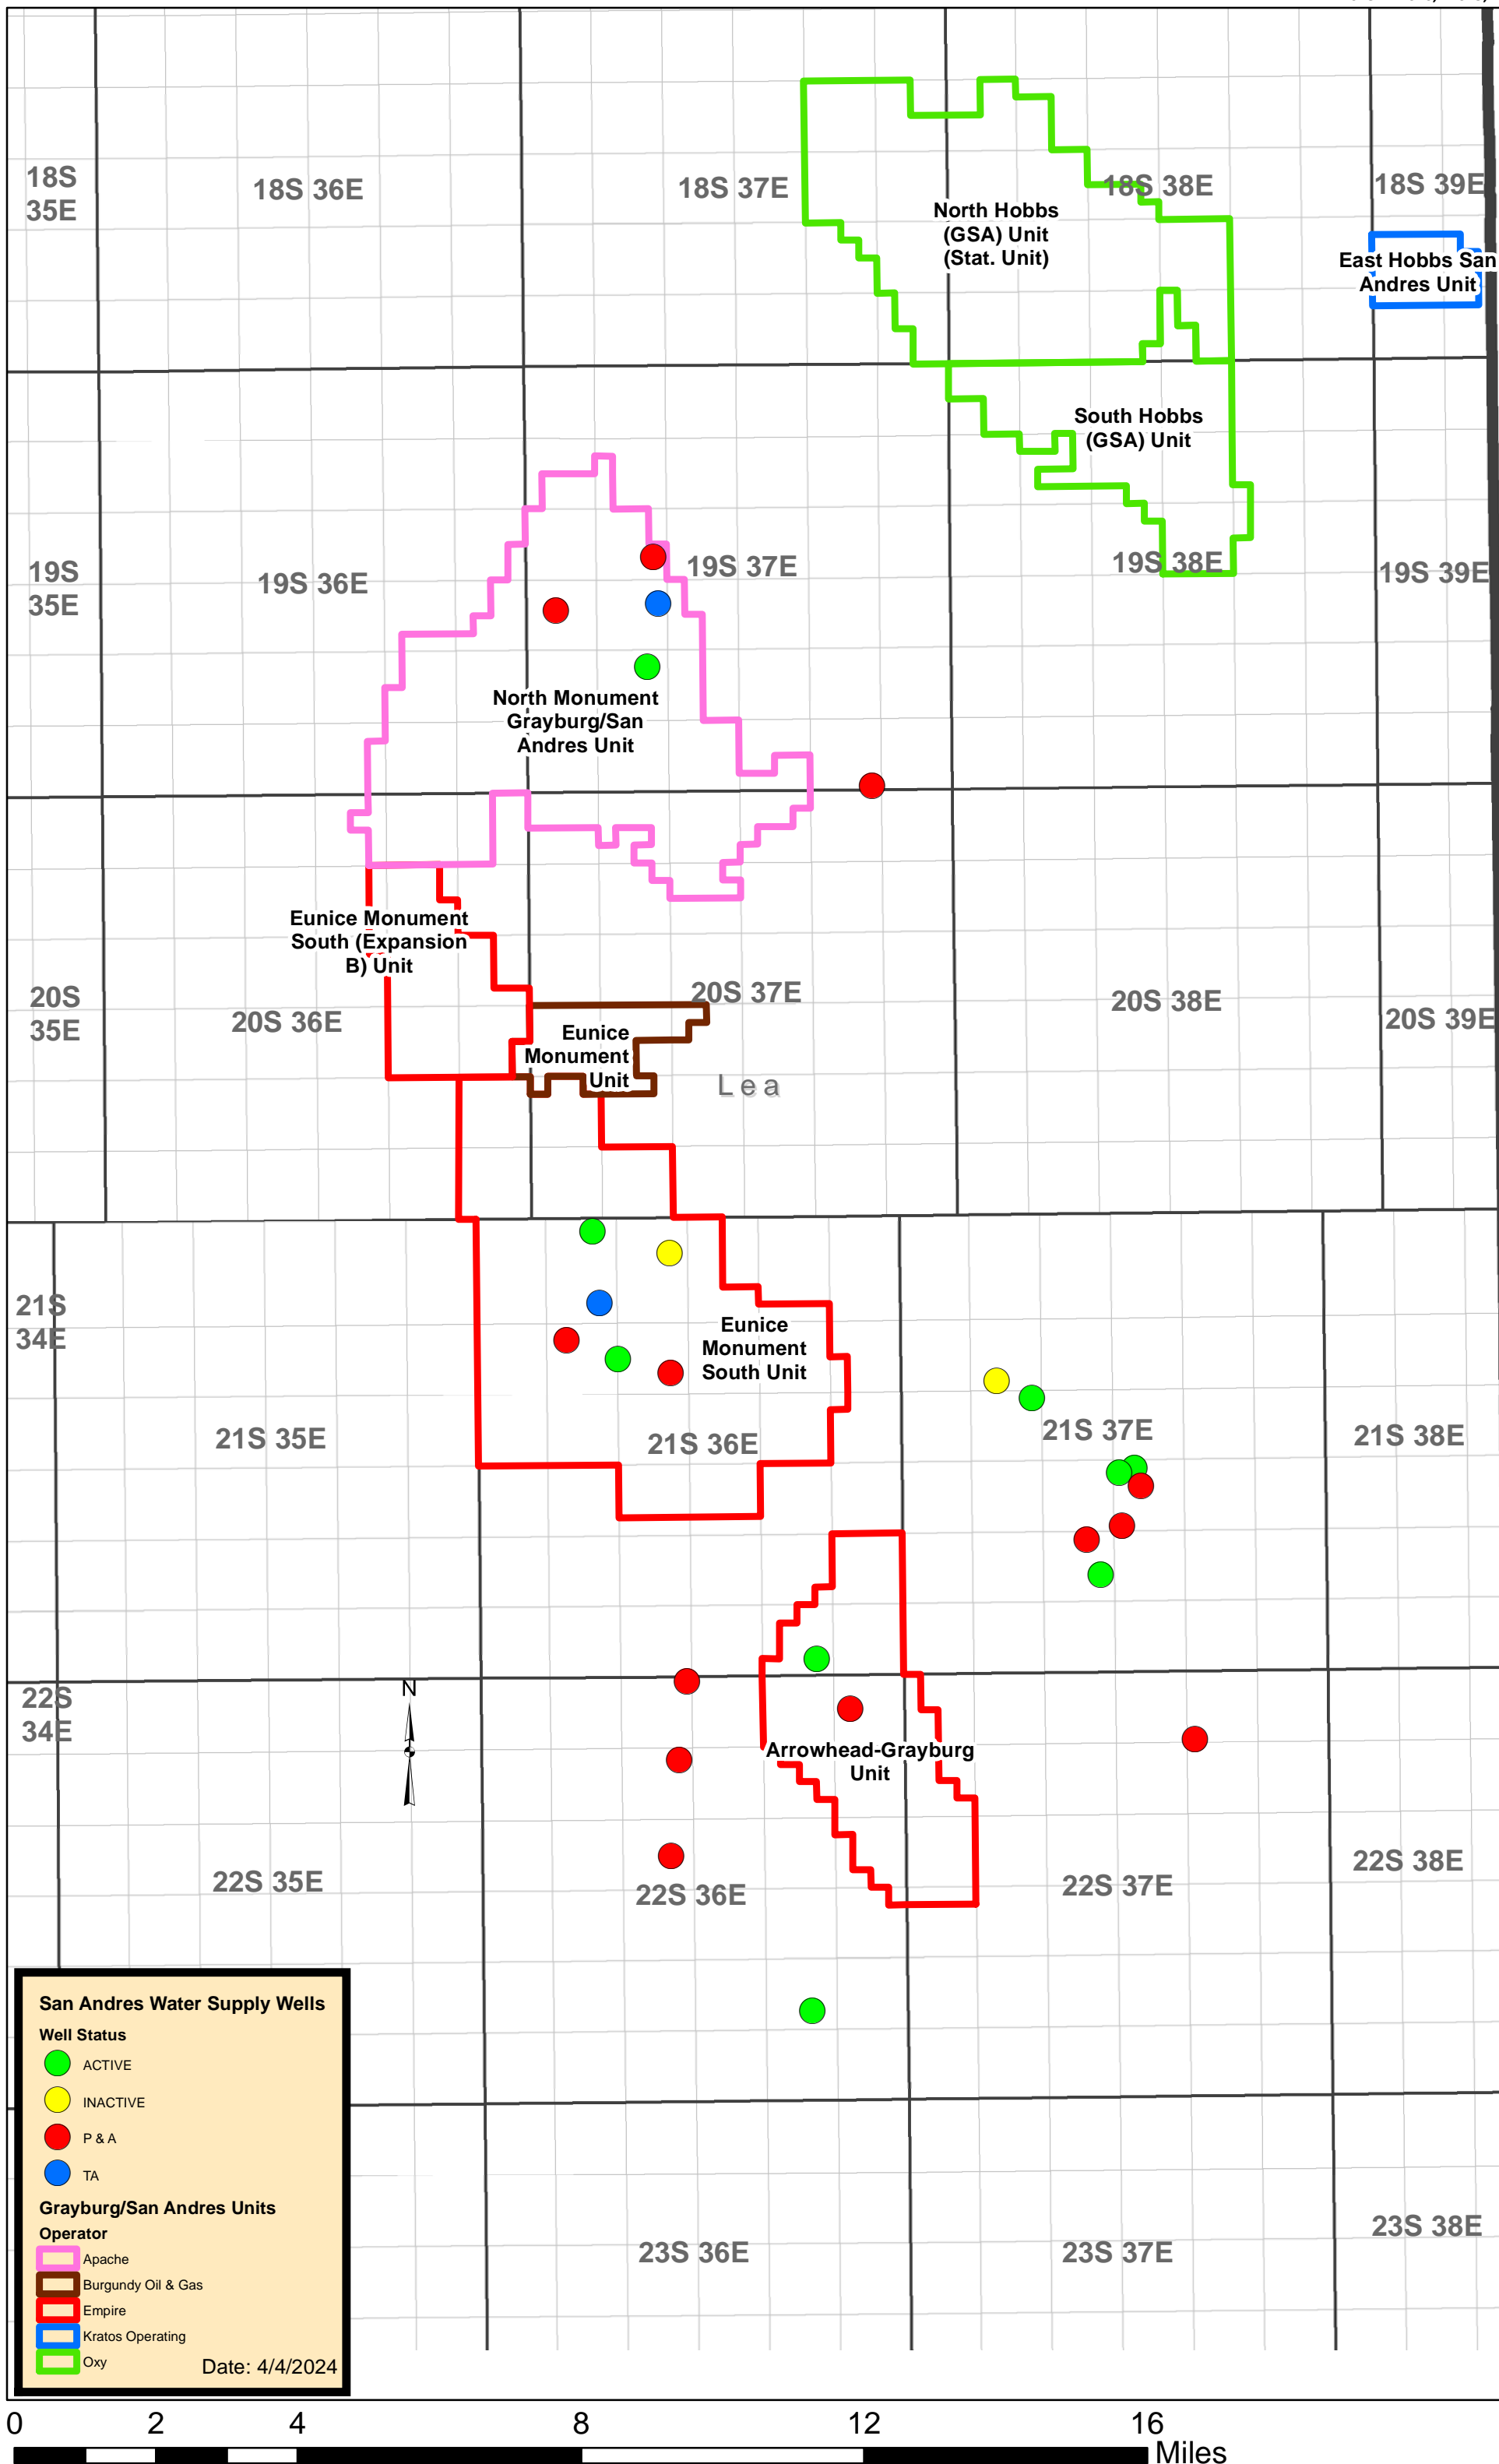 18S
35E
18S 36E
18S 37E
18S 38E
18S 39E
North Hobbs
(GSA) Unit
(Stat. Unit)
East Hobbs San
Andres Unit
South Hobbs
(GSA) Unit
19S
35E
19S 36E
19S 37E
19S 38E
19S 39E
North Monument
Grayburg/San
Andres Unit
Eunice Monument
South (Expansion
B) Unit
20S
35E
20S 36E
20S 37E
20S 38E
20S 39E
Eunice
Monument
Unit
Lea
21S
34E
Eunice
Monument
South Unit
21S 35E
21S 36E
21S 37E
21S 38E
22S
34E
N
Arrowhead-Grayburg
Unit
22S 35E
22S 36E
22S 37E
22S 38E
23S 36E
23S 37E
23S 38E
San Andres Water Supply Wells
Well Status
ACTIVE
INACTIVE
P & A
TA
Grayburg/San Andres Units
Operator
Apache
Burgundy Oil & Gas
Empire
Kratos Operating
Oxy
Date: 4/4/2024
0 2 4 8 12 16
Miles